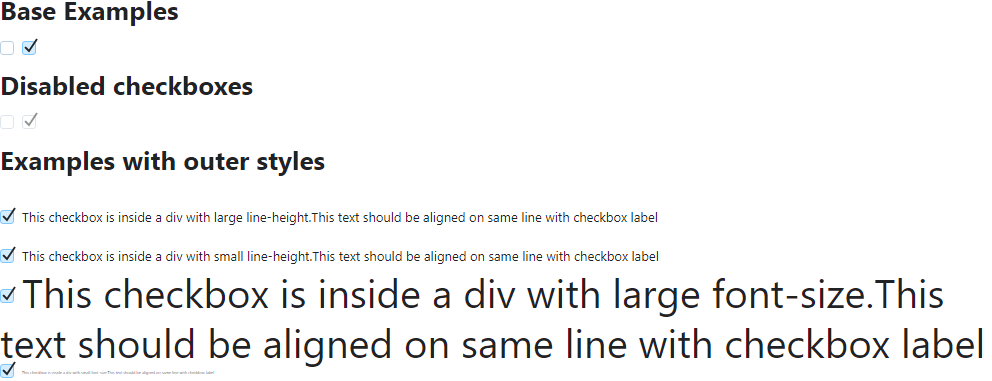 Base Examples
Disabled checkboxes
Examples with outer styles
This checkbox is inside a div with large line-height.This text should be aligned on same line with checkbox label
This checkbox is inside a div with small line-height.This text should be aligned on same line with checkbox label
This checkbox is inside a div with large font-size.This
text should be aligned on same line with checkbox label
This checkbox is inside a div with small font-size.This text should be aligned on same line with checkbox label